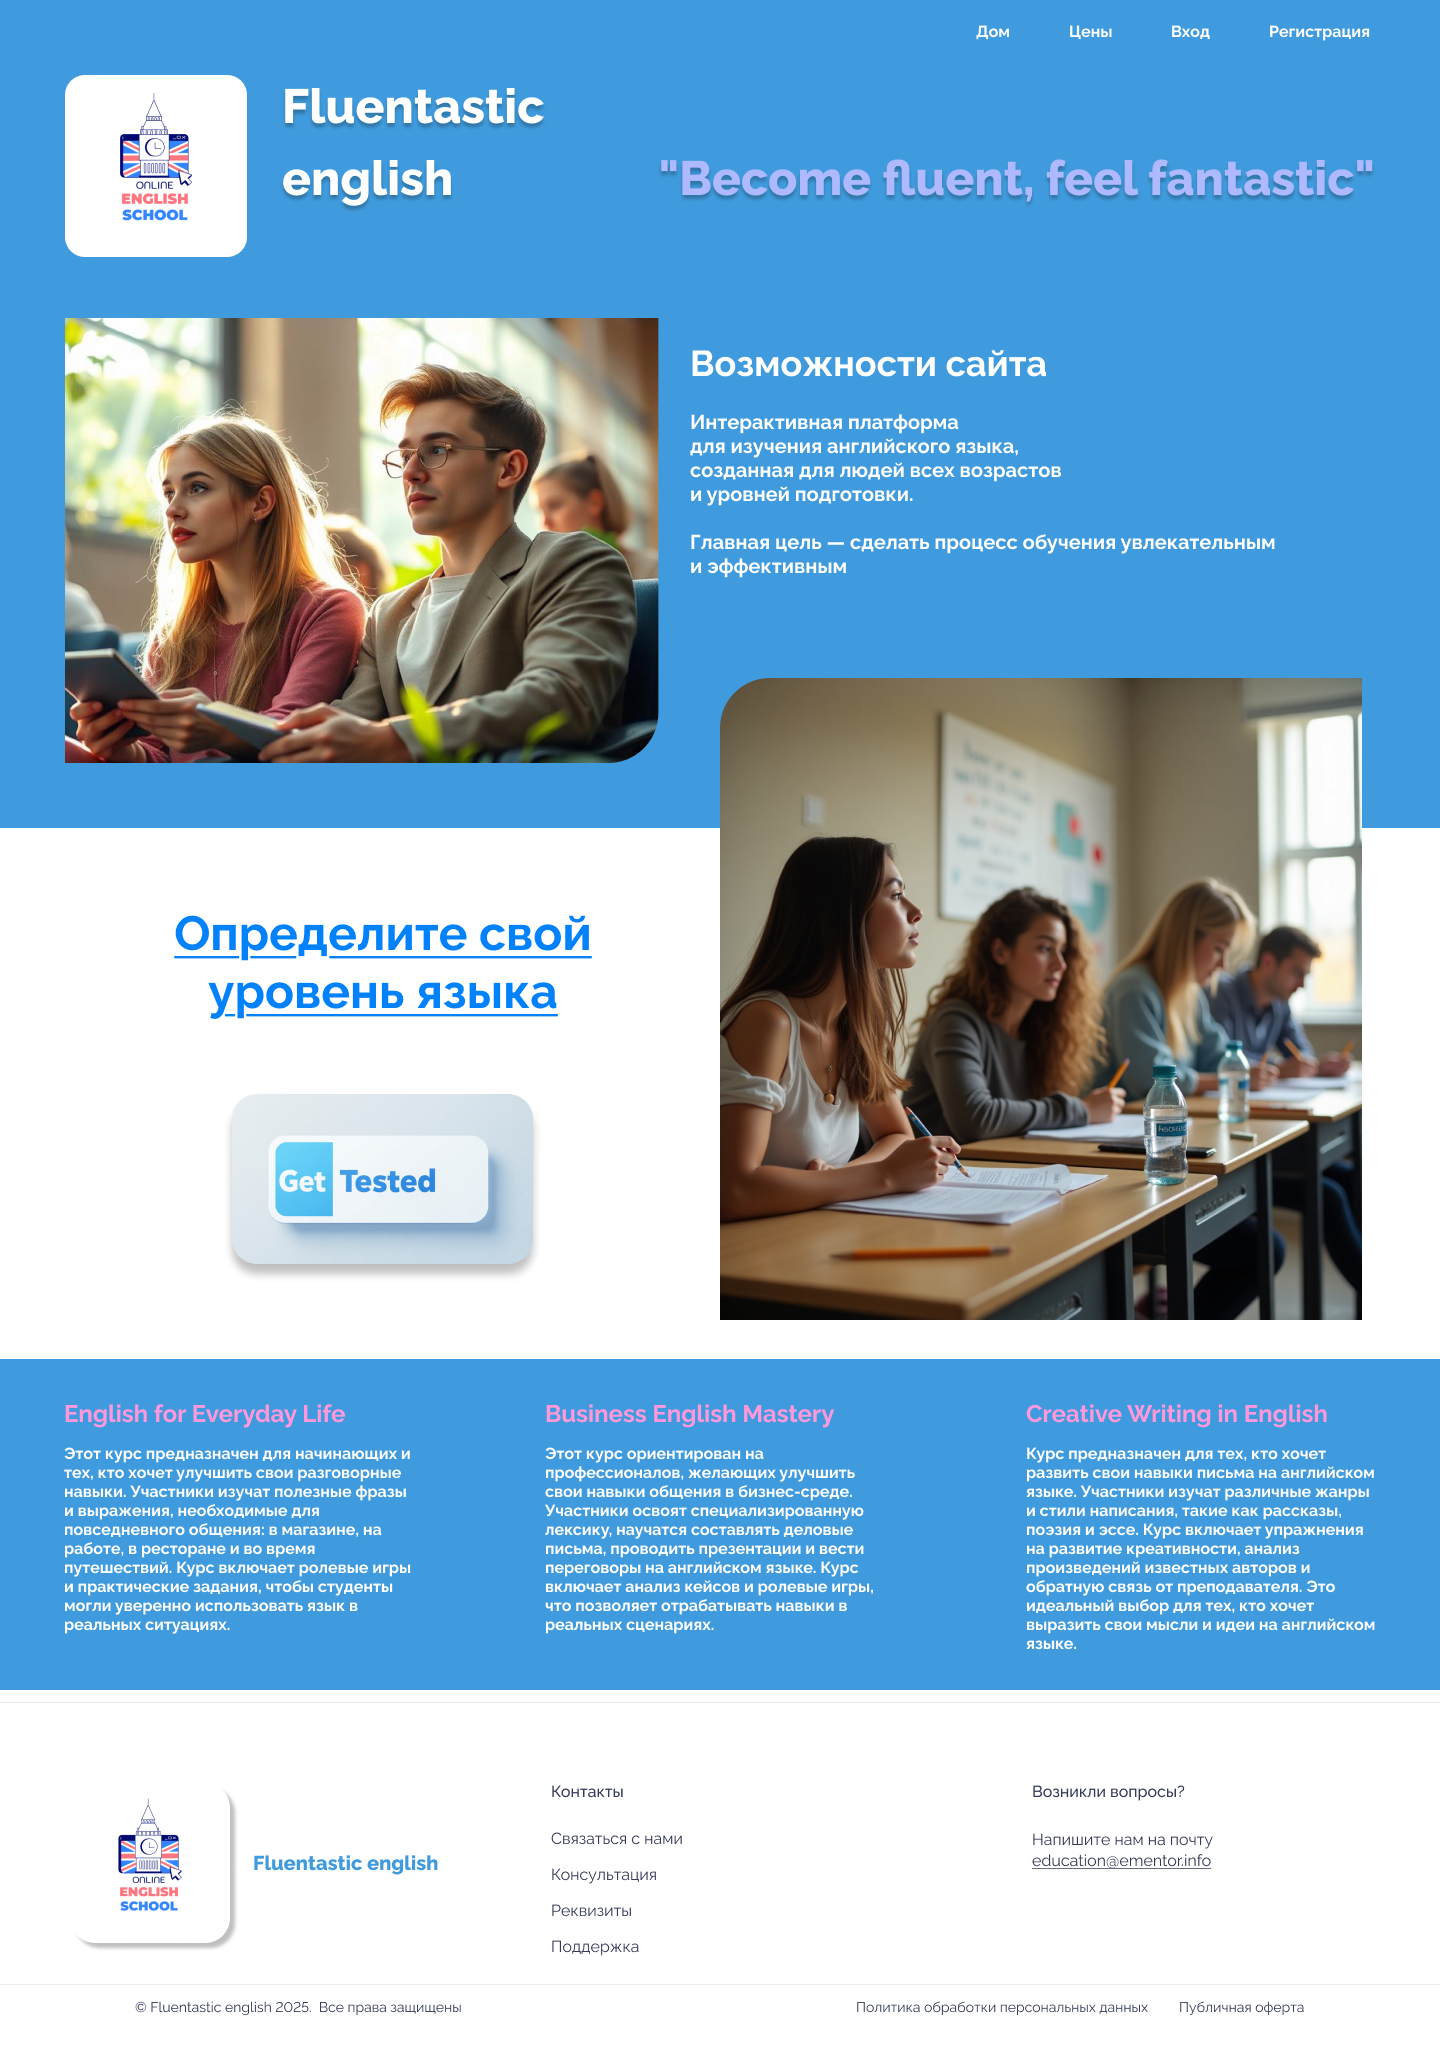 Дом Цены Вход Регистрация
Fluentastic
english
"Become fluent, feel fantastic"
ONLINE
ENGLISH
SCHOOL
Возможности сайта
Интерактивная платформа
для изучения английского языка,
созданная для людей всех возрастов
и уровней подготовки.
Главная цель — сделать процесс обучения увлекательным
и эффективным
Определите свой
уровень языка
Get Tested
English for Everyday Life
Этот курс предназначен для начинающих и
тех, кто хочет улучшить свои разговорные
навыки. Участники изучат полезные фразы
и выражения, необходимые для
повседневного общения: в магазине, на
работе, в ресторане и во время
путешествий. Курс включает ролевые игры
и практические задания, чтобы студенты
могли уверенно использовать язык в
реальных ситуациях.
Business English Mastery
Этот курс ориентирован на
профессионалов, желающих улучшить
свои навыки общения в бизнес-среде.
Участники освоят специализированную
лексику, научатся составлять деловые
письма, проводить презентации и вести
переговоры на английском языке. Курс
включает анализ кейсов и ролевые игры,
что позволяет отрабатывать навыки в
реальных сценариях.
Creative Writing in English
Курс предназначен для тех, кто хочет
развить свои навыки письма на английском
языке. Участники изучат различные жанры
и стили написания, такие как рассказы,
поэзия и эссе. Курс включает упражнения
на развитие креативности, анализ
произведений известных авторов и
обратную связь от преподавателя. Это
идеальный выбор для тех, кто хочет
выразить свои мысли и идеи на английском
языке.
ONLINE
ENGLISH
SCHOOL
Fluentastic english
Контакты
Связаться с нами
Консультация
Реквизиты
Поддержка
Возникли вопросы?
Напишите нам на почту
education@ementor.info
© Fluentastic english 2025. Все права защищены
Политика обработки персональных данных Публичная оферта